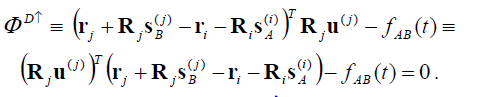 Φ^{D↑} ≡ (r_j + R_j s_B^{(j)} − r_i − R_i s_A^{(i)})^T R_j u^{(j)} − f_{AB}(t) ≡
(R_j u^{(j)})^T (r_j + R_j s_B^{(j)} − r_i − R_i s_A^{(i)}) − f_{AB}(t) = 0 .